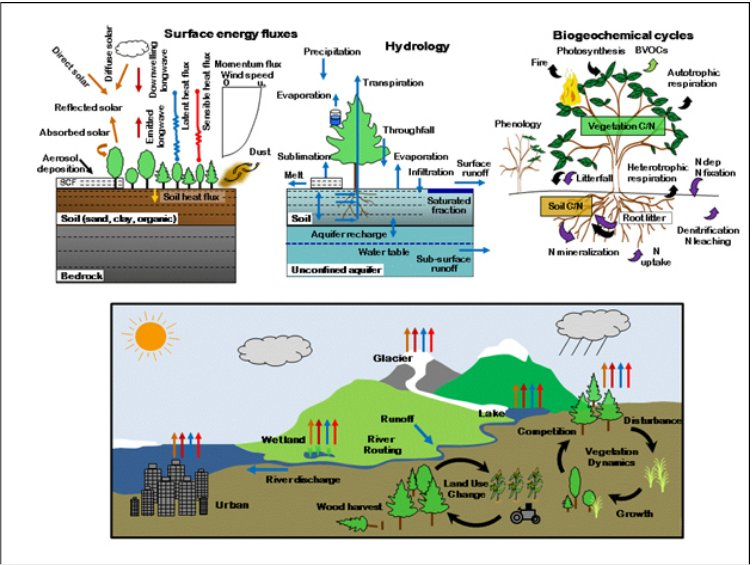 Surface energy fluxes
Direct solar
Diffuse solar
Downwelling
longwave
Reflected solar
Absorbed solar
Emitted
longwave
Latent heat flux
Sensible heat flux
Momentum flux
Wind speed
0
Dust
Aerosol
deposition
SCF
Soil heat flux
Soil (sand, clay, organic)
Bedrock
Hydrology
Precipitation
Transpiration
Evaporation
Throughfall
Sublimation
Evaporation
Melt
Infiltration
Surface
runoff
Saturated
fraction
Soil
Aquifer recharge
Water table
Unconfined aquifer
Sub-surface
runoff
Biogeochemical cycles
Photosynthesis
BVOCs
Fire
Autotrophic
respiration
Vegetation C/N
Phenology
Litterfall
Heterotrophic
respiration
N dep
N fixation
Soil C/N
Root litter
Denitrification
N leaching
N mineralization
N
uptake
Glacier
Lake
Runoff
River
Routing
Wetland
River discharge
Urban
Wood harvest
Land Use
Change
Competition
Disturbance
Vegetation
Dynamics
Growth